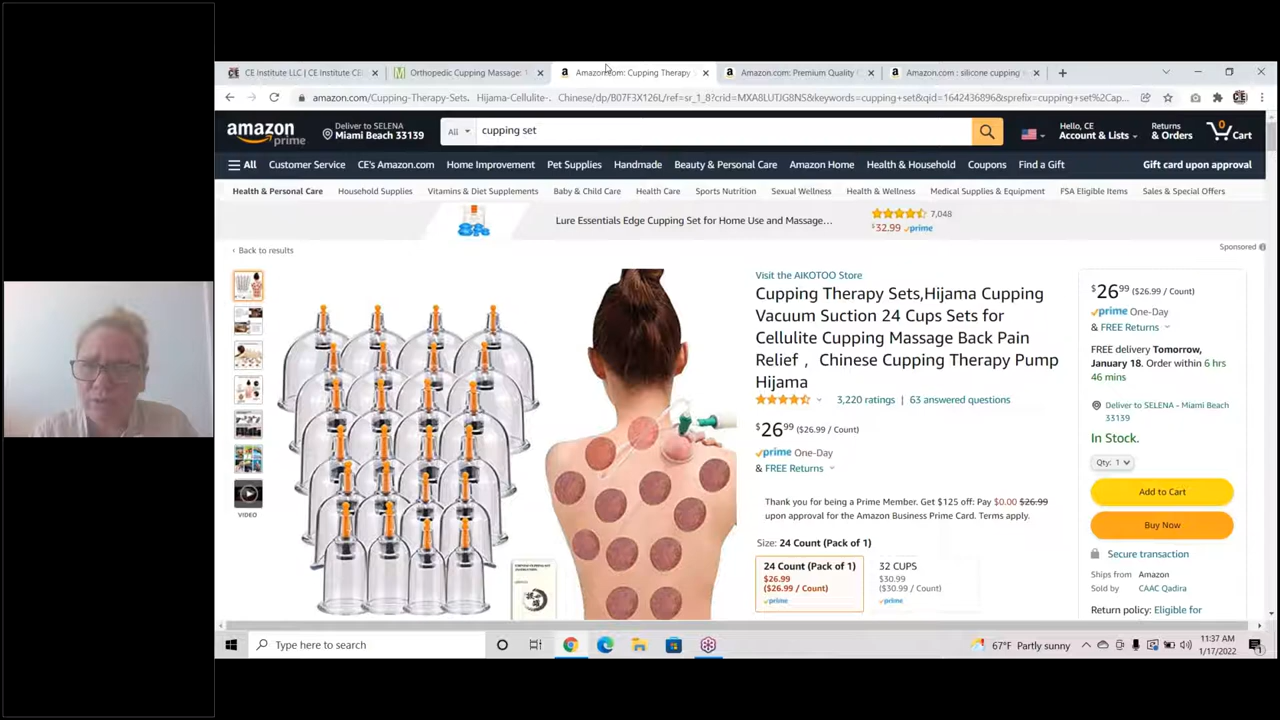 CE Institute LLC | CE Institute CE
Orthopedic Cupping Massage:
Amazon.com: Cupping Therapy
Amazon.com: Premium Quality
Amazon.com : silicone cupping
amazon.com/Cupping-Therapy-Sets、Hijama-Cellulite-、Chinese/dp/B07F3X126L/ref=sr_1_8?crid=MXA8LUTJG8NS&keywords=cupping+set&qid=1642436896&sprefix=cupping+set%2Cap...
amazon
prime
Deliver to SELENA
Miami Beach 33139
All
cupping set
Hello, CE
Account & Lists
Returns
& Orders
0
Cart
All
Customer Service
CE's Amazon.com
Home Improvement
Pet Supplies
Handmade
Beauty & Personal Care
Amazon Home
Health & Household
Coupons
Find a Gift
Gift card upon approval
Health & Personal Care
Household Supplies
Vitamins & Diet Supplements
Baby & Child Care
Health Care
Sports Nutrition
Sexual Wellness
Health & Wellness
Medical Supplies & Equipment
FSA Eligible Items
Sales & Special Offers
Lure Essentials Edge Cupping Set for Home Use and Massage...
7,048
$32.99 prime
‹ Back to results
Sponsored
VIDEO
Visit the AIKOTOO Store
Cupping Therapy Sets,Hijama Cupping
Vacuum Suction 24 Cups Sets for
Cellulite Cupping Massage Back Pain
Relief， Chinese Cupping Therapy Pump
Hijama
3,220 ratings | 63 answered questions
$26.99 ($26.99 / Count)
prime One-Day
& FREE Returns
Thank you for being a Prime Member. Get $125 off: Pay $0.00 $26.99
upon approval for the Amazon Business Prime Card. Terms apply.
Size: 24 Count (Pack of 1)
24 Count (Pack of 1)
$26.99
($26.99 / Count)
prime
32 CUPS
$30.99
($30.99 / Count)
prime
$26.99 ($26.99 / Count)
prime One-Day
& FREE Returns
FREE delivery Tomorrow,
January 18. Order within 6 hrs
46 mins
Deliver to SELENA - Miami Beach
33139
In Stock.
Qty: 1
Add to Cart
Buy Now
Secure transaction
Ships from Amazon
Sold by CAAC Qadira
Return policy: Eligible for
Type here to search
67°F Partly sunny
11:37 AM
1/17/2022